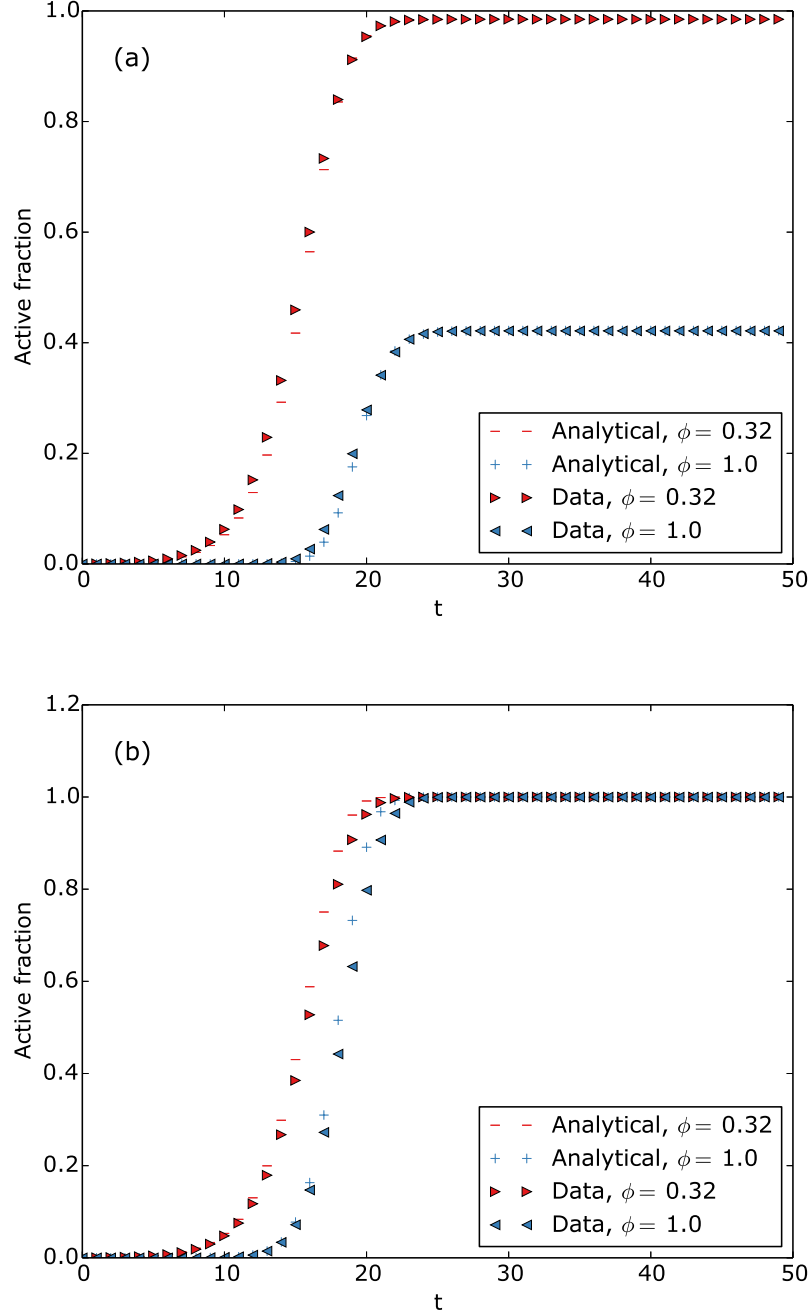 1.0
(a)
0.8
0.6
Active fraction
0.4
0.2
0.0
Analytical, ϕ = 0.32
Analytical, ϕ = 1.0
Data, ϕ = 0.32
Data, ϕ = 1.0
0 10 20 30 40 50
t
1.2
(b)
1.0
0.8
0.6
Active fraction
0.4
0.2
0.0
Analytical, ϕ = 0.32
Analytical, ϕ = 1.0
Data, ϕ = 0.32
Data, ϕ = 1.0
0 10 20 30 40 50
t